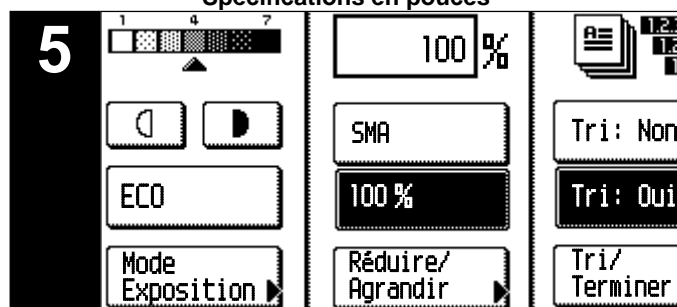 Spécifications en pouces
5
1 4 7
ECO
Mode
Exposition
100 %
SMA
100 %
Réduire/
Agrandir
Tri: Non
Tri: Oui
Tri/
Terminer